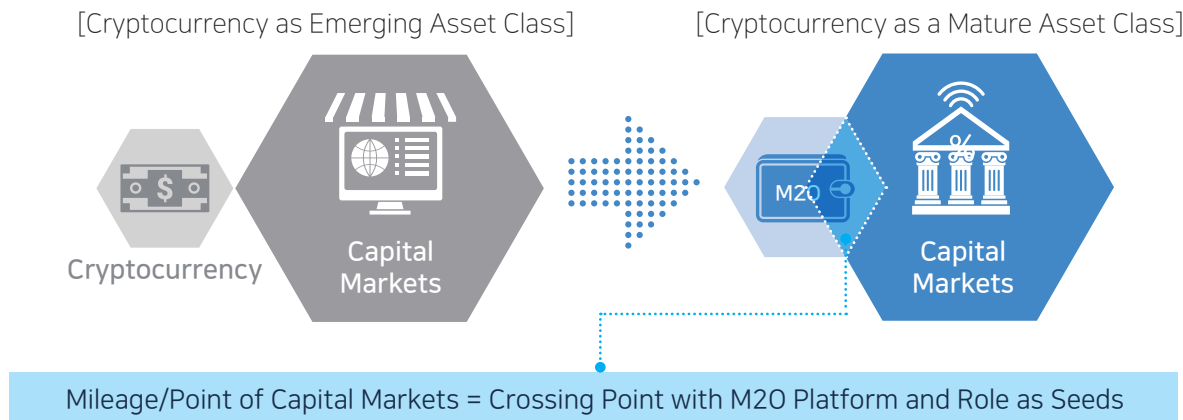 [Cryptocurrency as Emerging Asset Class]
[Cryptocurrency as a Mature Asset Class]
$
Cryptocurrency
Capital
Markets
M2O
%
Capital
Markets
Mileage/Point of Capital Markets = Crossing Point with M2O Platform and Role as Seeds